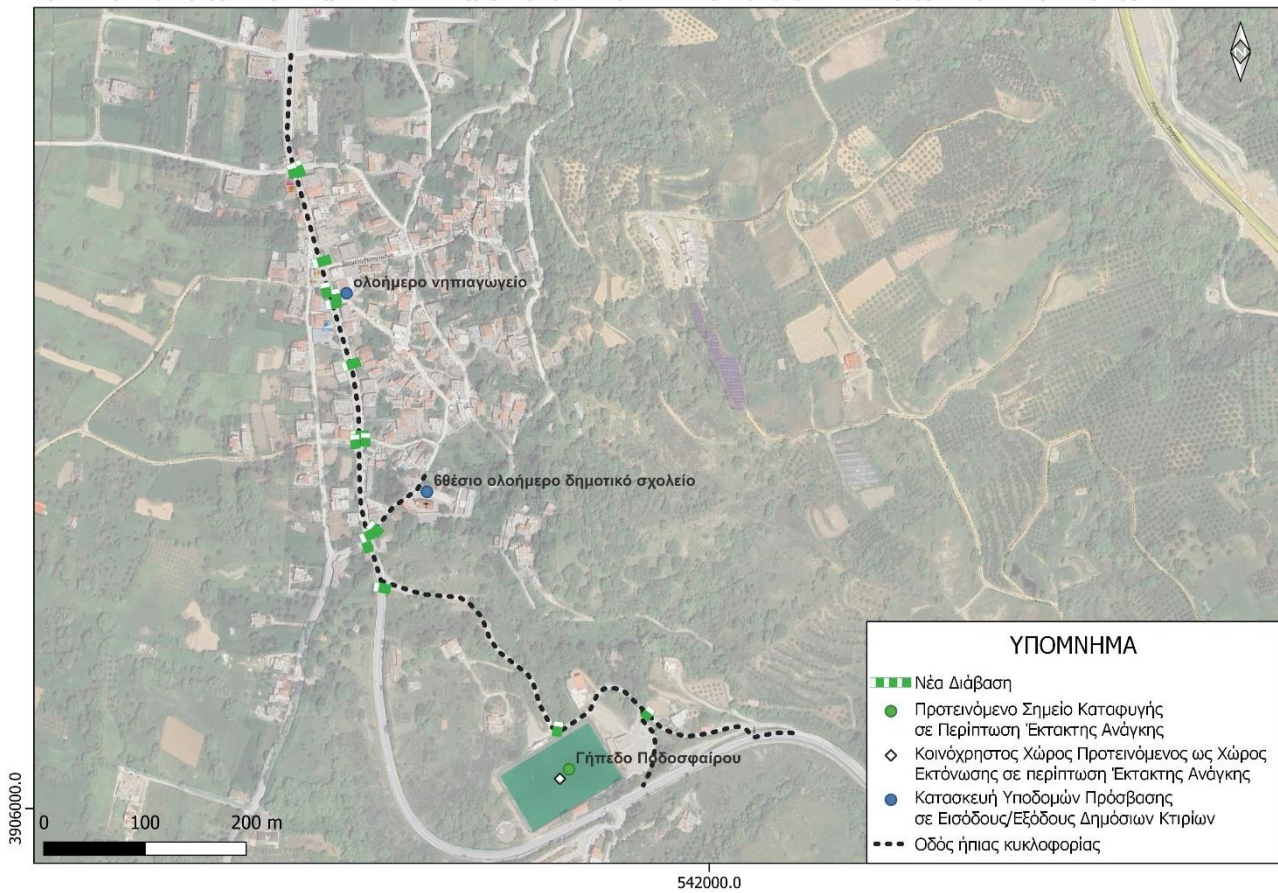 N
ολοήμερο νηπιαγωγείο
6θέσιο ολοήμερο δημοτικό σχολείο
Γήπεδο Ποδοσφαίρου
ΥΠΟΜΝΗΜΑ
Νέα Διάβαση
Προτεινόμενο Σημείο Καταφυγής
σε Περίπτωση Έκτακτης Ανάγκης
Κοινόχρηστος Χώρος Προτεινόμενος ως Χώρος
Εκτόνωσης σε περίπτωση Έκτακτης Ανάγκης
Κατασκευή Υποδομών Πρόσβασης
σε Εισόδους/Εξόδους Δημόσιων Κτιρίων
Οδός ήπιας κυκλοφορίας
0 100 200 m
3906000.0
542000.0